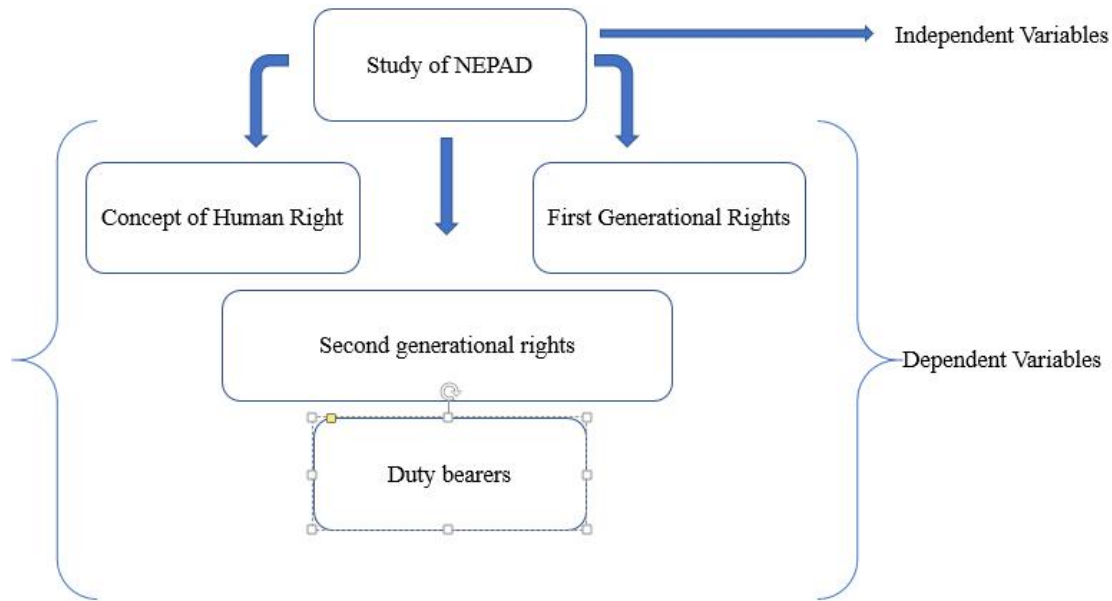 Independent Variables
Study of NEPAD
Concept of Human Right
First Generational Rights
Second generational rights
Dependent Variables
Duty bearers